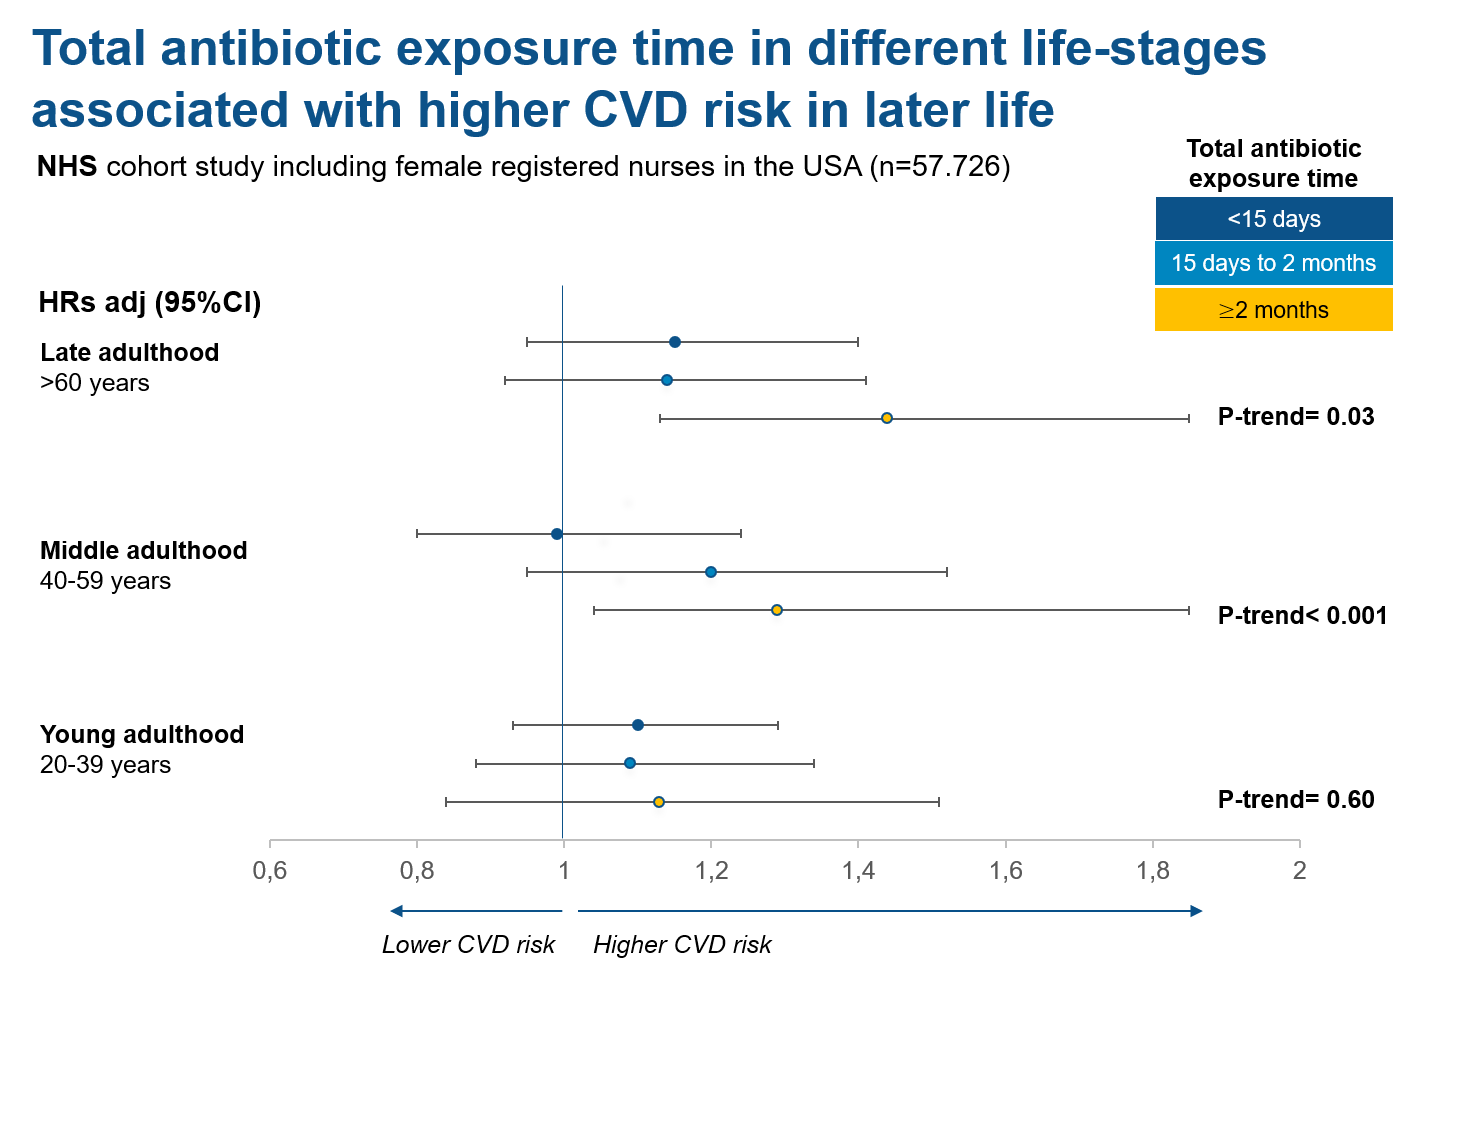 Total antibiotic exposure time in different life-stages
associated with higher CVD risk in later life
NHS cohort study including female registered nurses in the USA (n=57.726)
Total antibiotic
exposure time
<15 days
15 days to 2 months
≥2 months
HRs adj (95%CI)
Late adulthood
>60 years
P-trend= 0.03
Middle adulthood
40-59 years
P-trend< 0.001
Young adulthood
20-39 years
P-trend= 0.60
0,6 0,8 1 1,2 1,4 1,6 1,8 2
Lower CVD risk Higher CVD risk